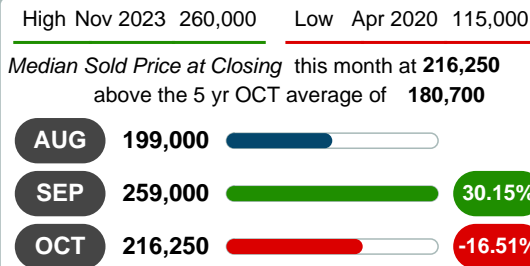 High Nov 2023 260,000 Low Apr 2020 115,000
Median Sold Price at Closing this month at 216,250
above the 5 yr OCT average of 180,700
AUG 199,000
SEP 259,000 30.15%
OCT 216,250 -16.51%